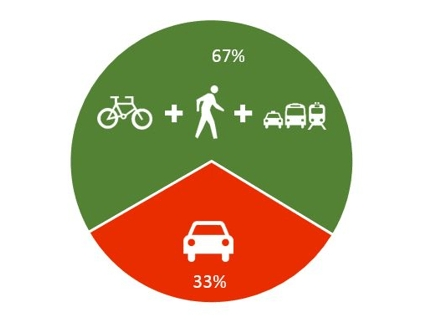 67%
+ +
33%